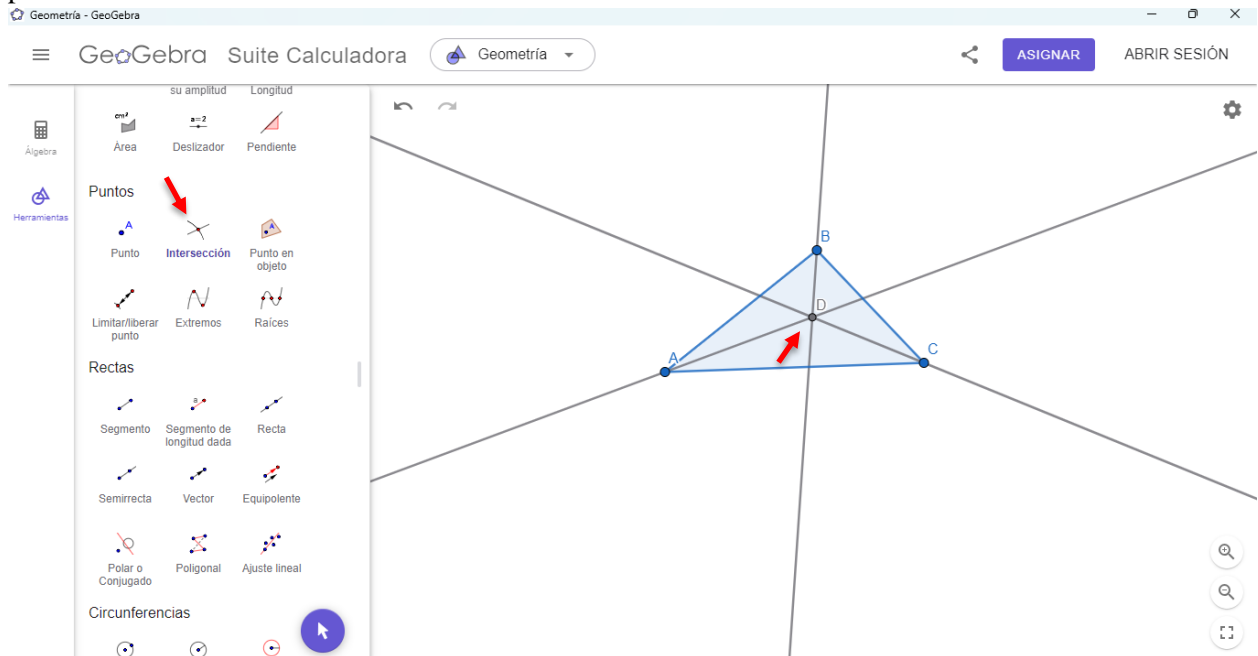 Geometría - GeoGebra
GeoGebra Suite Calculadora Geometría ASIGNAR ABRIR SESIÓN
su amplitud Longitud
cm²
a=2
Área Deslizador Pendiente
Álgebra
Herramientas
Puntos
A
A
Punto Intersección Punto en
objeto
Limitar/liberar
punto
Extremos Raíces
Rectas
a
Segmento Segmento de
longitud dada
Recta
Semirrecta Vector Equipolente
Polar o
Conjugado
Poligonal Ajuste lineal
Circunferencias
B
D
C
A